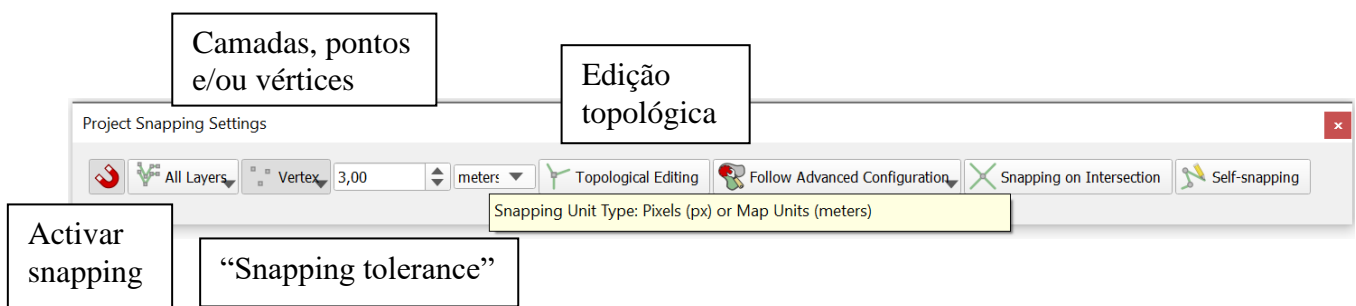 Camadas, pontos
e/ou vértices
Edição
topológica
Project Snapping Settings
All Layers Vertex 3,00 meters Topological Editing Follow Advanced Configuration Snapping on Intersection Self-snapping
Snapping Unit Type: Pixels (px) or Map Units (meters)
Activar
snapping
“Snapping tolerance”